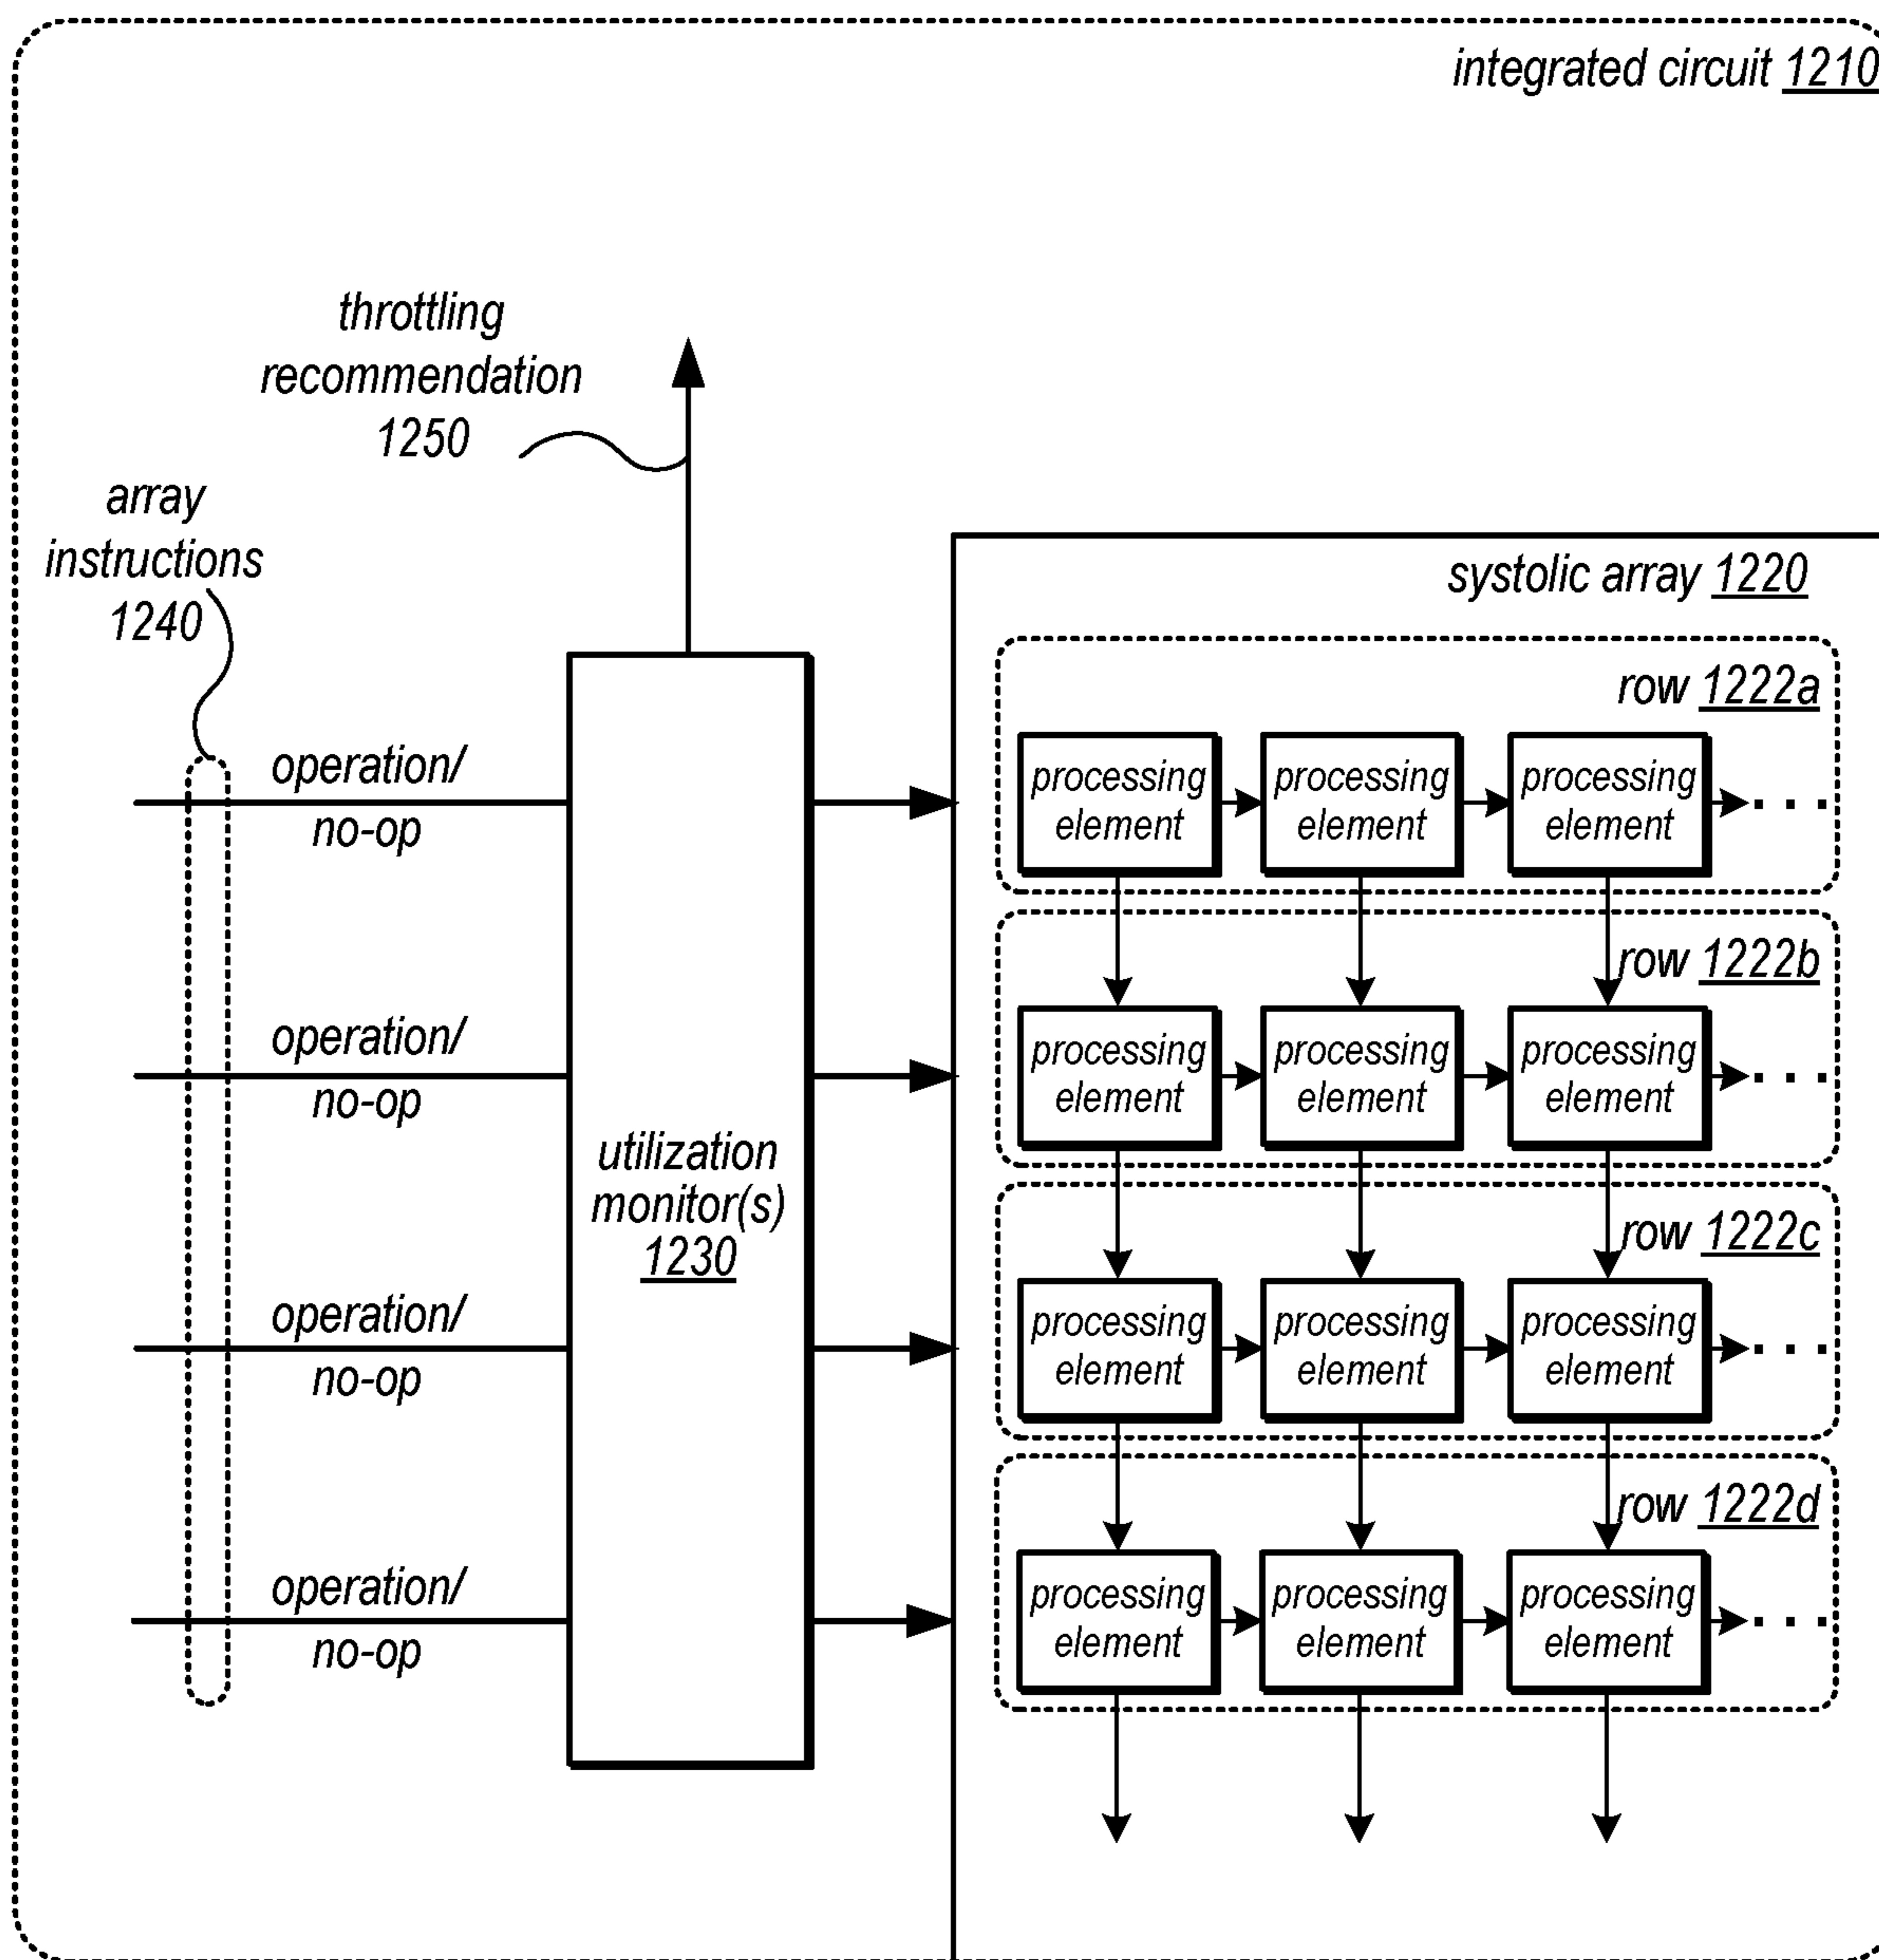 integrated circuit 1210
throttling
recommendation
1250
array
instructions
1240
systolic array 1220
row 1222a
operation/
no-op
processing
element
processing
element
processing
element
. . .
row 1222b
operation/
no-op
processing
element
processing
element
processing
element
. . .
utilization
monitor(s)
1230
row 1222c
operation/
no-op
processing
element
processing
element
processing
element
. . .
row 1222d
operation/
no-op
processing
element
processing
element
processing
element
. . .